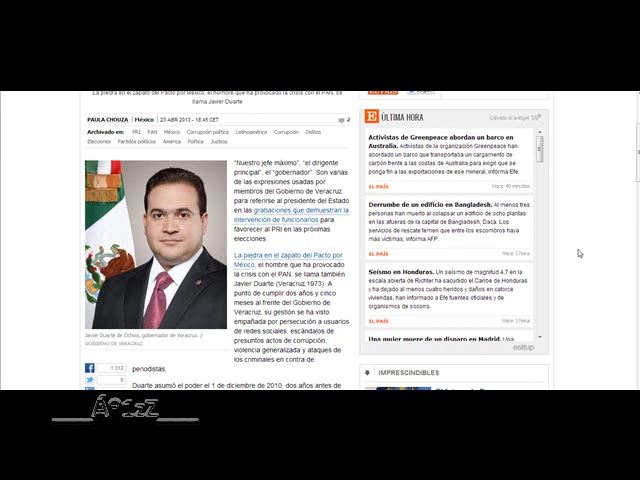 La piedra en el zapato del Pacto por México, el hombre que ha provocado la crisis con el PAN, se
llama Javier Duarte
PAULA CHOUZA | México | 23 ABR 2013 - 18:45 CET
2
Archivado en: PRI PAN México Corrupción política Latinoamérica Corrupción Delitos
Elecciones Partidos políticos América Política Justicia
Javier Duarte de Ochoa, gobernador de Veracruz. /
GOBIERNO DE VERACRUZ
"Nuestro jefe máximo", "el dirigente
principal", el "gobernador". Son varias
de las expresiones usadas por
miembros del Gobierno de Veracruz
para referirse al presidente del Estado
en las grabaciones que demuestran la
intervención de funcionarios para
favorecer al PRI en las próximas
elecciones.
La piedra en el zapato del Pacto por
México, el hombre que ha provocado
la crisis con el PAN, se llama también
Javier Duarte (Veracruz,1973). A
punto de cumplir dos años y cinco
meses al frente del Gobierno de
Veracruz, su gestión se ha visto
empañada por persecución a usuarios
de redes sociales, escándalos de
presuntos actos de corrupción,
violencia generalizada y ataques de
los criminales en contra de
periodistas.
Duarte asumió el poder el 1 de diciembre de 2010, dos años antes de
1 312
0
ÚLTIMA HORA
Llévate el widget
Activistas de Greenpeace abordan un barco en
Australia. Activistas de la organización Greenpeace han
abordado un barco que transportaba un cargamento de
carbón frente a las costas de Australia para exigir que se
ponga fin a las exportaciones de ese mineral, informa Efe.
EL PAÍS Hace 40 minutos
Derrumbe de un edificio en Bangladesh. Al menos tres
personas han muerto al colapsar un edificio de ocho plantas
en las afueras de la capital de Bangladesh, Daca. Los
servicios de rescate temen que entre los escombros haya
más víctimas, informa AFP.
EL PAÍS Hace 1 hora
Seísmo en Honduras. Un seísmo de magnitud 4,7 en la
escala abierta de Richter ha sacudido el Caribe de Honduras
y ha dejado al menos cuatro heridos y daños en catorce
viviendas, han informado a Efe fuentes oficiales y de
organismos de socorro.
EL PAÍS Hace 1 hora
Una mujer muere de un disparo en Madrid. Una
eskup
IMPRESCINDIBLES